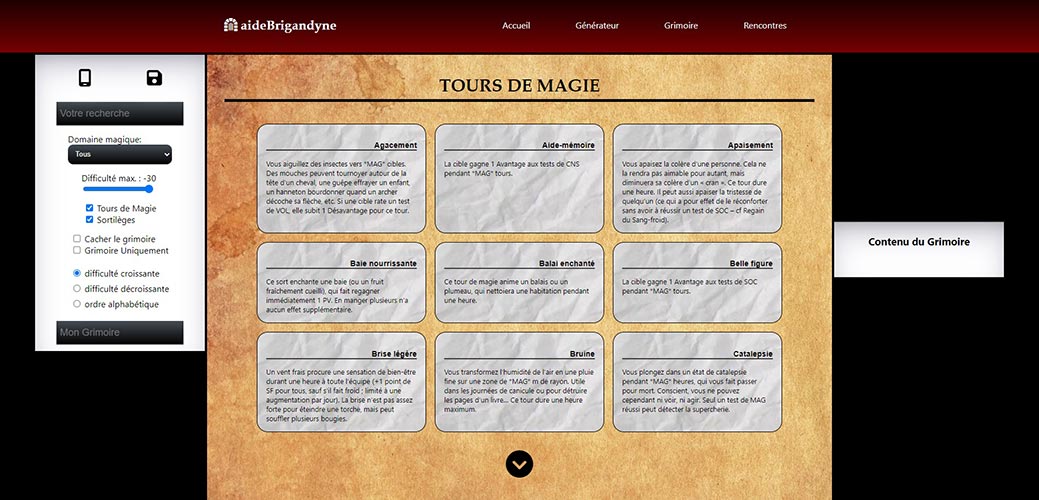 aideBrigandyne
Accueil
Générateur
Grimoire
Rencontres
Votre recherche
Domaine magique:
Tous
Difficulté max. : -30
Tours de Magie
Sortilèges
Cacher le grimoire
Grimoire Uniquement
difficulté croissante
difficulté décroissante
ordre alphabétique
Mon Grimoire
TOURS DE MAGIE
Agacement
Vous aiguillez des insectes vers "MAG" cibles.
Des mouches peuvent tournoyer autour de la
tête d'un cheval, une guêpe effrayer un enfant,
un hanneton bourdonner quand un archer
décoche sa flèche, etc. Si une cible rate un test
de VOL, elle subit 1 Désavantage pour ce tour.
Aide-mémoire
La cible gagne 1 Avantage aux tests de CNS
pendant "MAG" tours.
Apaisement
Vous apaisez la colère d'une personne. Cela ne
la rendra pas aimable pour autant, mais
diminuera sa colère d'un « cran ». Ce tour dure
une heure. Il peut aussi apaiser la tristesse de
quelqu'un (ce qui a pour effet de le réconforter
sans avoir à réussir un test de SOC – cf Regain
du Sang-froid).
Baie nourrissante
Ce sort enchante une baie (ou un fruit
fraîchement cueilli), qui fait regagner
immédiatement 1 PV. En manger plusieurs n'a
aucun effet supplémentaire.
Balai enchanté
Ce tour de magie anime un balais ou un
plumeau, qui nettoiera une habitation pendant
une heure.
Belle figure
La cible gagne 1 Avantage aux tests de SOC
pendant "MAG" tours.
Brise légère
Un vent frais procure une sensation de bien-être
durant une heure à toute l'équipe (+1 point de
SF pour tous, sauf s'il fait froid ; limité à une
augmentation par jour). La brise n'est pas assez
forte pour éteindre une torche, mais peut
souffler plusieurs bougies.
Bruine
Vous transformez l'humidité de l'air en une pluie
fine sur une zone de "MAG" m de rayon. Utile
dans les journées de canicule ou pour détruire
les pages d'un livre... Ce tour dure une heure
maximum.
Catalepsie
Vous plongez dans un état de catalepsie
pendant "MAG" heures, qui vous fait passer
pour mort. Conscient, vous ne pouvez
cependant ni voir, ni agir. Seul un test de MAG
réussi peut détecter la supercherie.
Contenu du Grimoire